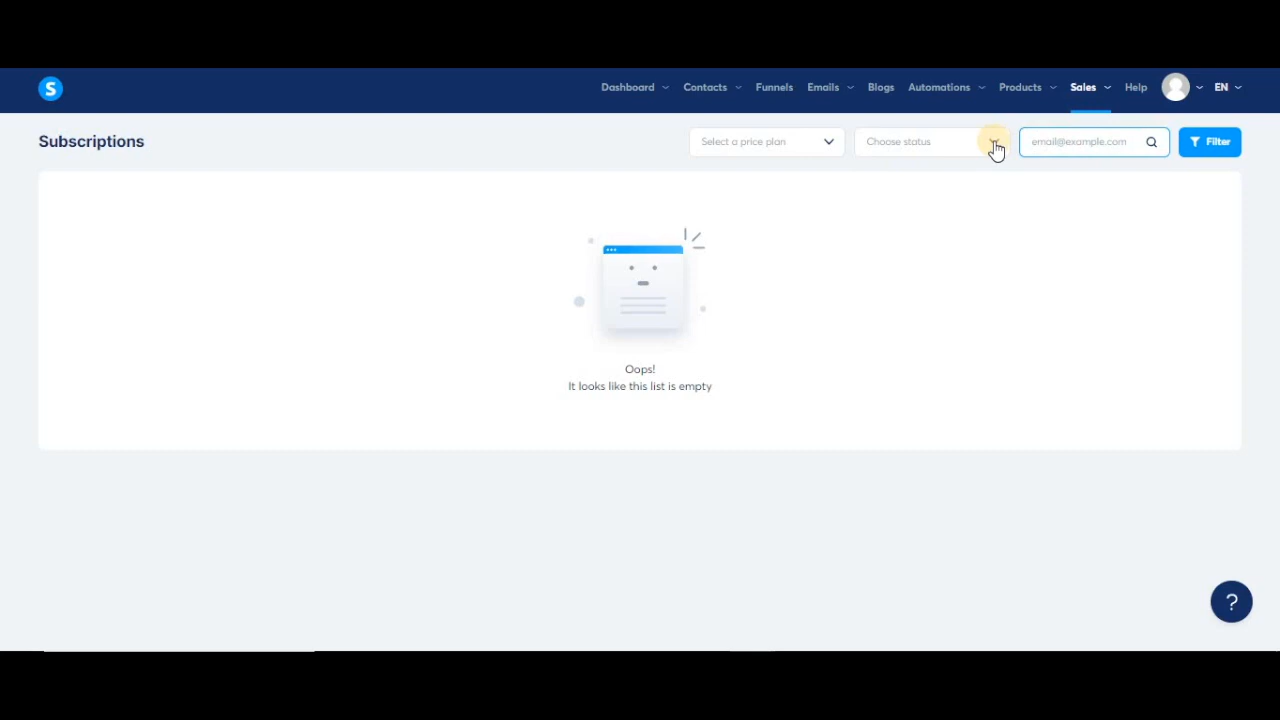 S
Dashboard Contacts Funnels Emails Blogs Automations Products Sales Help EN
Subscriptions
Select a price plan Choose status email@example.com Filter
Oops!
It looks like this list is empty
?